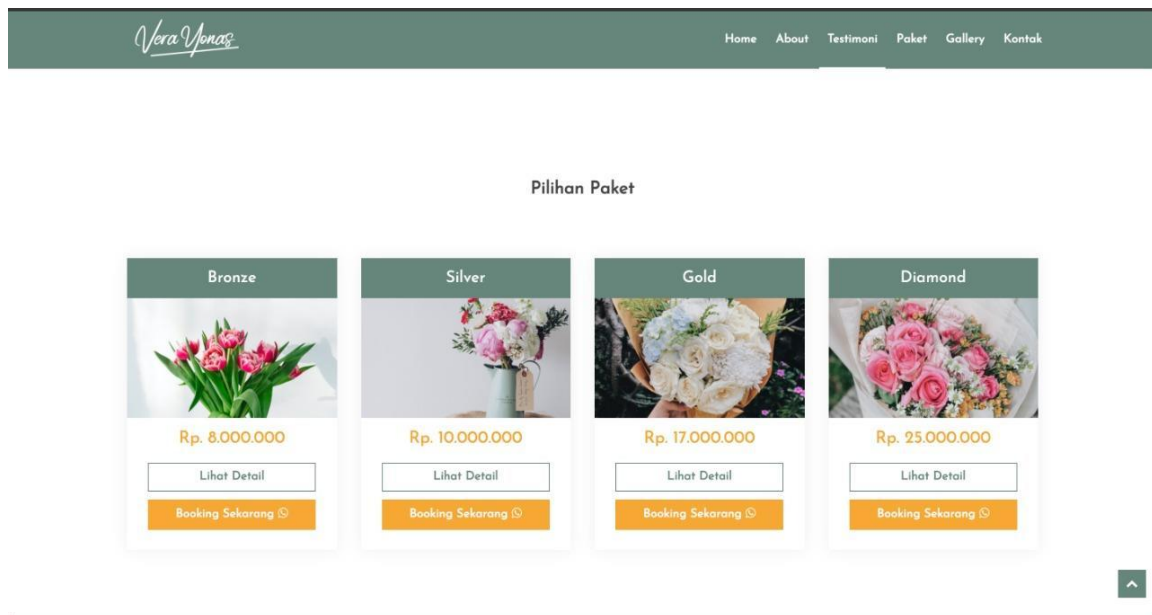 Vera Yonas
Home About Testimoni Paket Gallery Kontak
Pilihan Paket
Bronze
Rp. 8.000.000
Lihat Detail
Booking Sekarang
Silver
Rp. 10.000.000
Lihat Detail
Booking Sekarang
Gold
Rp. 17.000.000
Lihat Detail
Booking Sekarang
Diamond
Rp. 25.000.000
Lihat Detail
Booking Sekarang